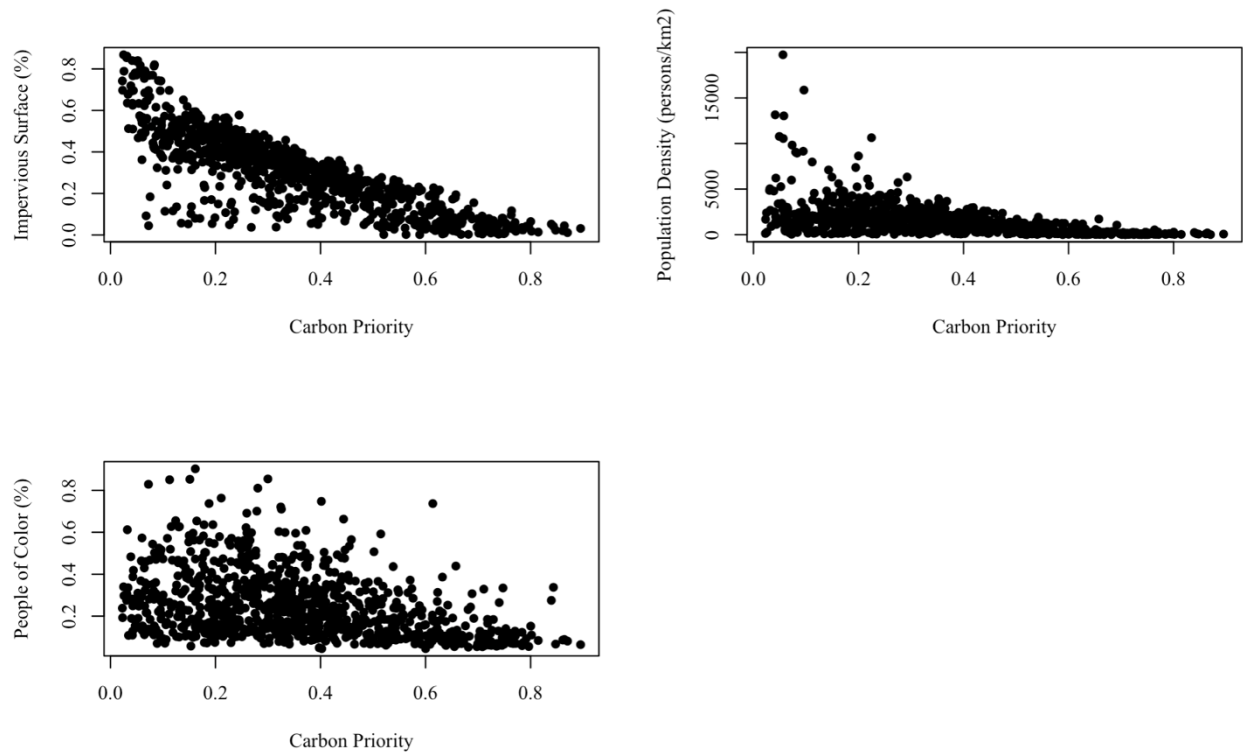 Impervious Surface (%)
0.8
0.6
0.4
0.2
0.0
0.0 0.2 0.4 0.6 0.8
Carbon Priority
Population Density (persons/km2)
15000
5000
0
0.0 0.2 0.4 0.6 0.8
Carbon Priority
People of Color (%)
0.8
0.6
0.4
0.2
0.0 0.2 0.4 0.6 0.8
Carbon Priority